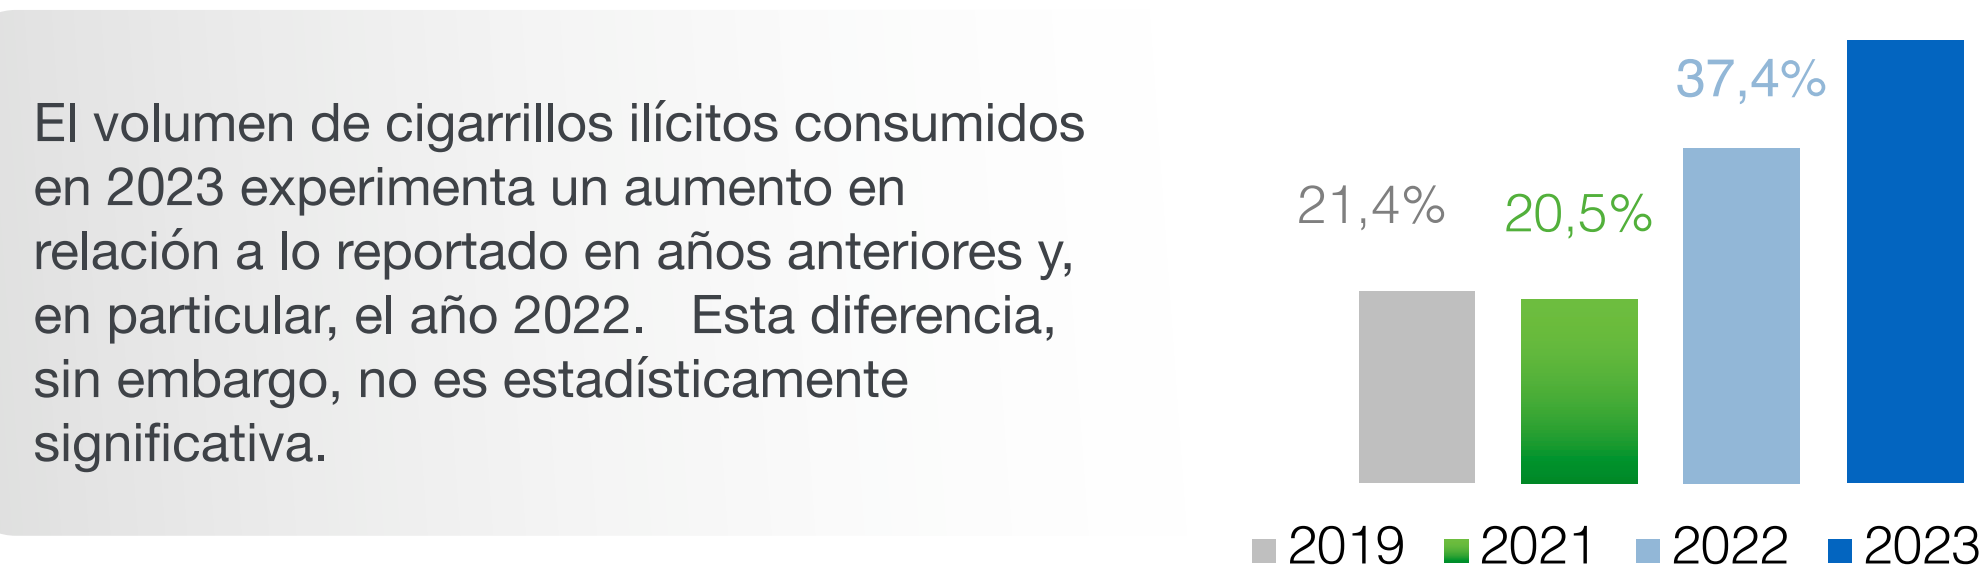 El volumen de cigarrillos ilícitos consumidos
en 2023 experimenta un aumento en
relación a lo reportado en años anteriores y,
en particular, el año 2022. Esta diferencia,
sin embargo, no es estadísticamente
significativa.
37,4%
21,4%
20,5%
2019 2021 2022 2023